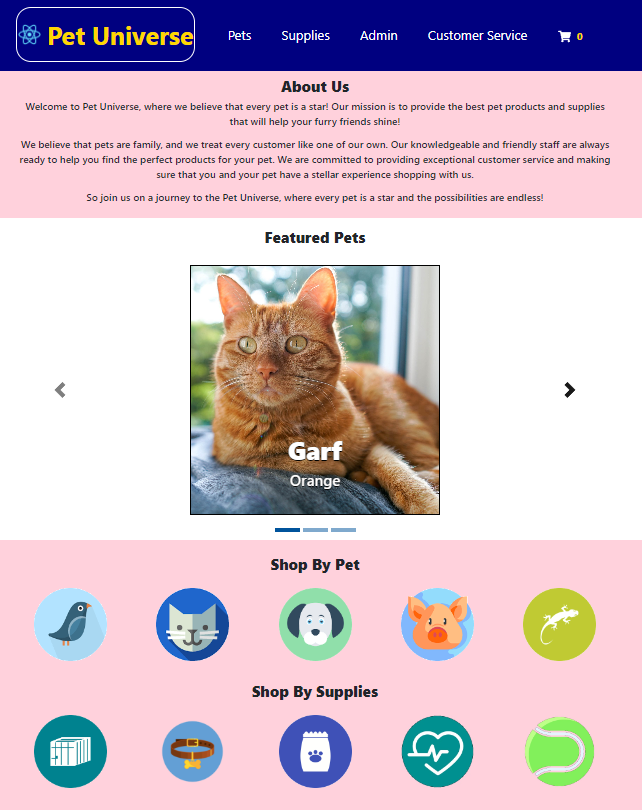 Pet Universe
Pets
Supplies
Admin
Customer Service
0
About Us
Welcome to Pet Universe, where we believe that every pet is a star! Our mission is to provide the best pet products and supplies
that will help your furry friends shine!
We believe that pets are family, and we treat every customer like one of our own. Our knowledgeable and friendly staff are always
ready to help you find the perfect products for your pet. We are committed to providing exceptional customer service and making
sure that you and your pet have a stellar experience shopping with us.
So join us on a journey to the Pet Universe, where every pet is a star and the possibilities are endless!
Featured Pets
Garf
Orange
Shop By Pet
Shop By Supplies